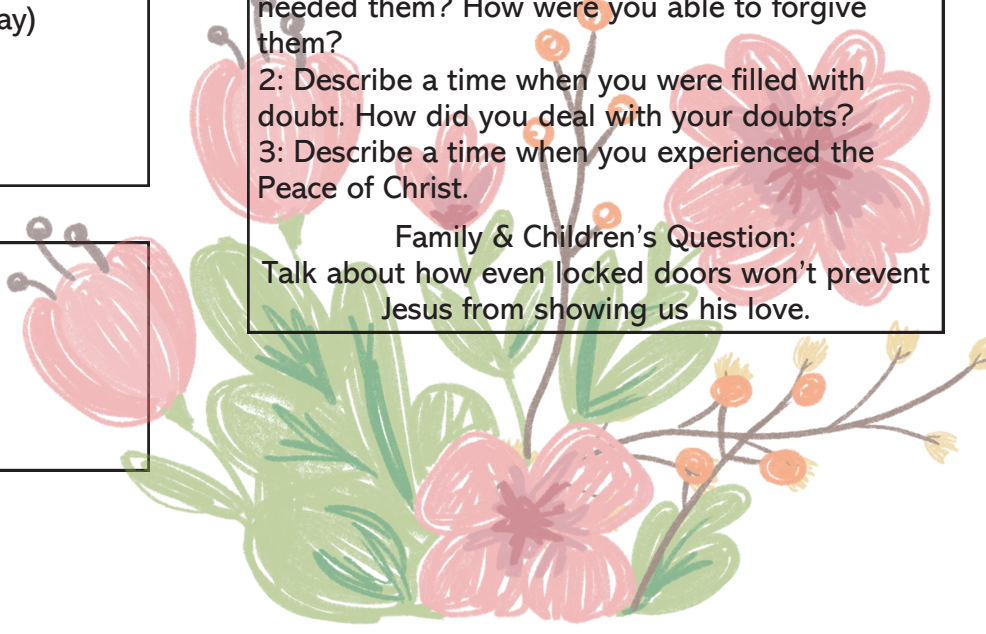 ay)
needed them? How were you able to forgive
them?
2: Describe a time when you were filled with
doubt. How did you deal with your doubts?
3: Describe a time when you experienced the
Peace of Christ.
Family & Children's Question:
Talk about how even locked doors won't prevent
Jesus from showing us his love.